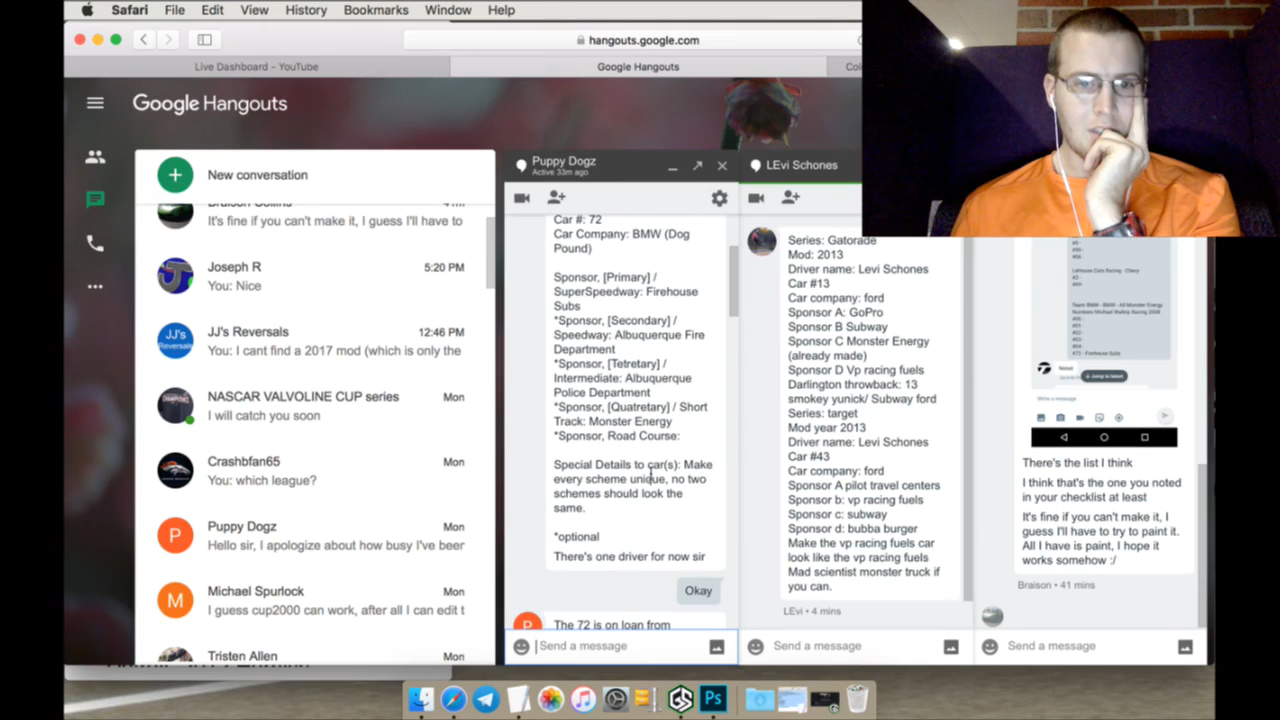 Safari File Edit View History Bookmarks Window Help
hangouts.google.com
Live Dashboard - YouTube
Google Hangouts
Col
Google Hangouts
New conversation
Braison Collins
It's fine if you can't make it, I guess I'll have to
Joseph R 5:20 PM
You: Nice
JJ's Reversals
JJ's Reversals 12:46 PM
You: I cant find a 2017 mod (which is only the
NASCAR VALVOLINE CUP series Mon
I will catch you soon
Crashbfan65 Mon
You: which league?
P
Puppy Dogz Mon
Hello sir, I apologize about how busy I've beer
M
Michael Spurlock Mon
I guess cup2000 can work, after all I can edit t
Tristen Allen Mon
Puppy Dogz
Active 33m ago
Car #: 72
Car Company: BMW (Dog
Pound)
Sponsor, [Primary] /
SuperSpeedway: Firehouse
Subs
*Sponsor, [Secondary] /
Speedway: Albuquerque Fire
Department
*Sponsor, [Tetretary] /
Intermediate: Albuquerque
Police Department
*Sponsor, [Quatretary] / Short
Track: Monster Energy
*Sponsor, Road Course:
Special Details to car(s): Make
every scheme unique, no two
schemes should look the
same.
*optional
There's one driver for now sir
Okay
P
The 72 is on loan from
Send a message
LEvi Schones
Series: Gatorade
Mod: 2013
Driver name: Levi Schones
Car #13
Car company: ford
Sponsor A: GoPro
Sponsor B Subway
Sponsor C Monster Energy
(already made)
Sponsor D Vp racing fuels
Darlington throwback: 13
smokey yunick/ Subway ford
Series: target
Mod year 2013
Driver name: Levi Schones
Car #43
Car company: ford
Sponsor A pilot travel centers
Sponsor b: vp racing fuels
Sponsor c: subway
Sponsor d: bubba burger
Make the vp racing fuels car
look like the vp racing fuels
Mad scientist monster truck if
you can.
LEvi • 4 mins
Send a message
Jump to latest
Write a message
There's the list I think
I think that's the one you noted
in your checklist at least
It's fine if you can't make it, I
guess I'll have to try to paint it.
All I have is paint, I hope it
works somehow :/
Braison • 41 mins
Send a message
Ps